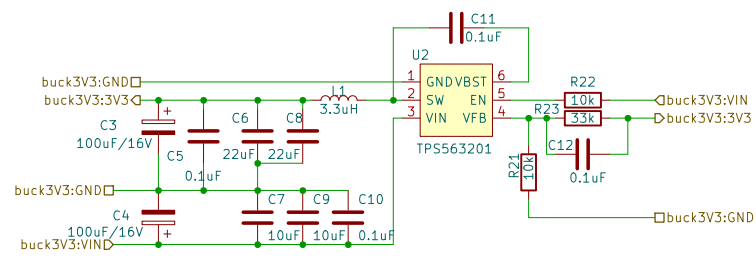 C11
0.1uF
U2
buck3V3:GND
1
GND
VBST
6
R22
buck3V3:3V3
L1
3.3uH
2
SW
EN
5
10k
buck3V3:VIN
C3
100uF/16V
C6
C8
3
VIN
VFB
4
R23
33k
buck3V3:3V3
C5
22uF
22uF
TPS563201
C12
0.1uF
R21
10k
0.1uF
buck3V3:GND
C4
100uF/16V
C7
C9
C10
buck3V3:GND
10uF
10uF
0.1uF
buck3V3:VIN